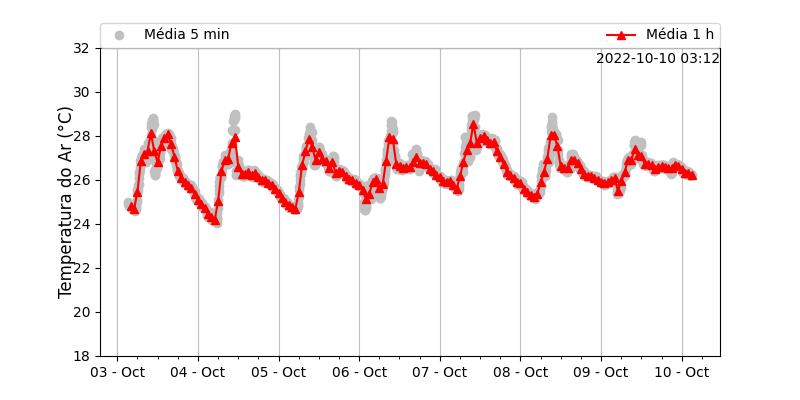 Média 5 min
Média 1 h
2022-10-10 03:12
Temperatura do Ar (°C)
32
30
28
26
24
22
20
18
03 - Oct
04 - Oct
05 - Oct
06 - Oct
07 - Oct
08 - Oct
09 - Oct
10 - Oct